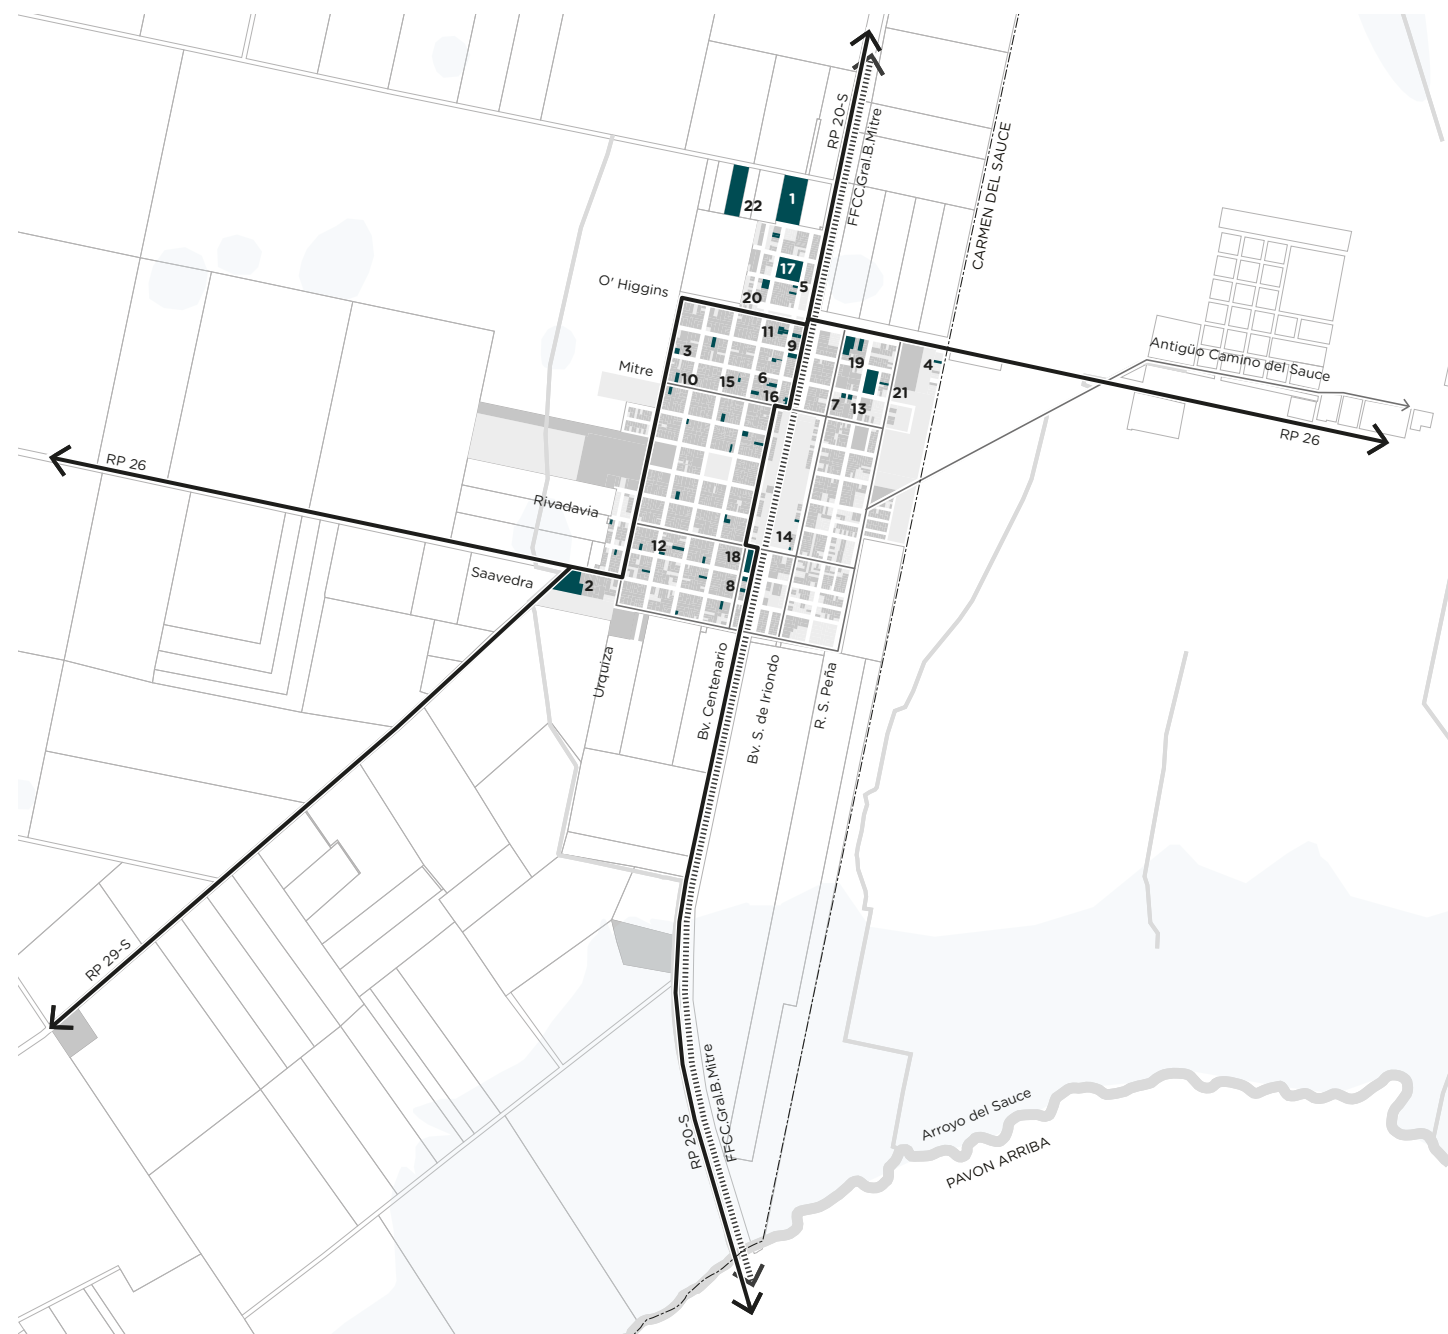 RP 20-S
FFCC.Gral.B.Mitre
CARMEN DEL SAUCE
1
22
17
5
20
O' Higgins
11
9
3
19
4
Antigüo Camino del Sauce
Mitre
10
15
6
16
7
13
21
RP 26
RP 26
Rivadavia
14
12
18
Saavedra
2
8
Urquiza
Bv. Centenario
Bv. S. de Iriondo
R. S. Peña
RP 29-S
RP 20-S
FFCC.Gral.B.Mitre
Arroyo del Sauce
PAVON ARRIBA